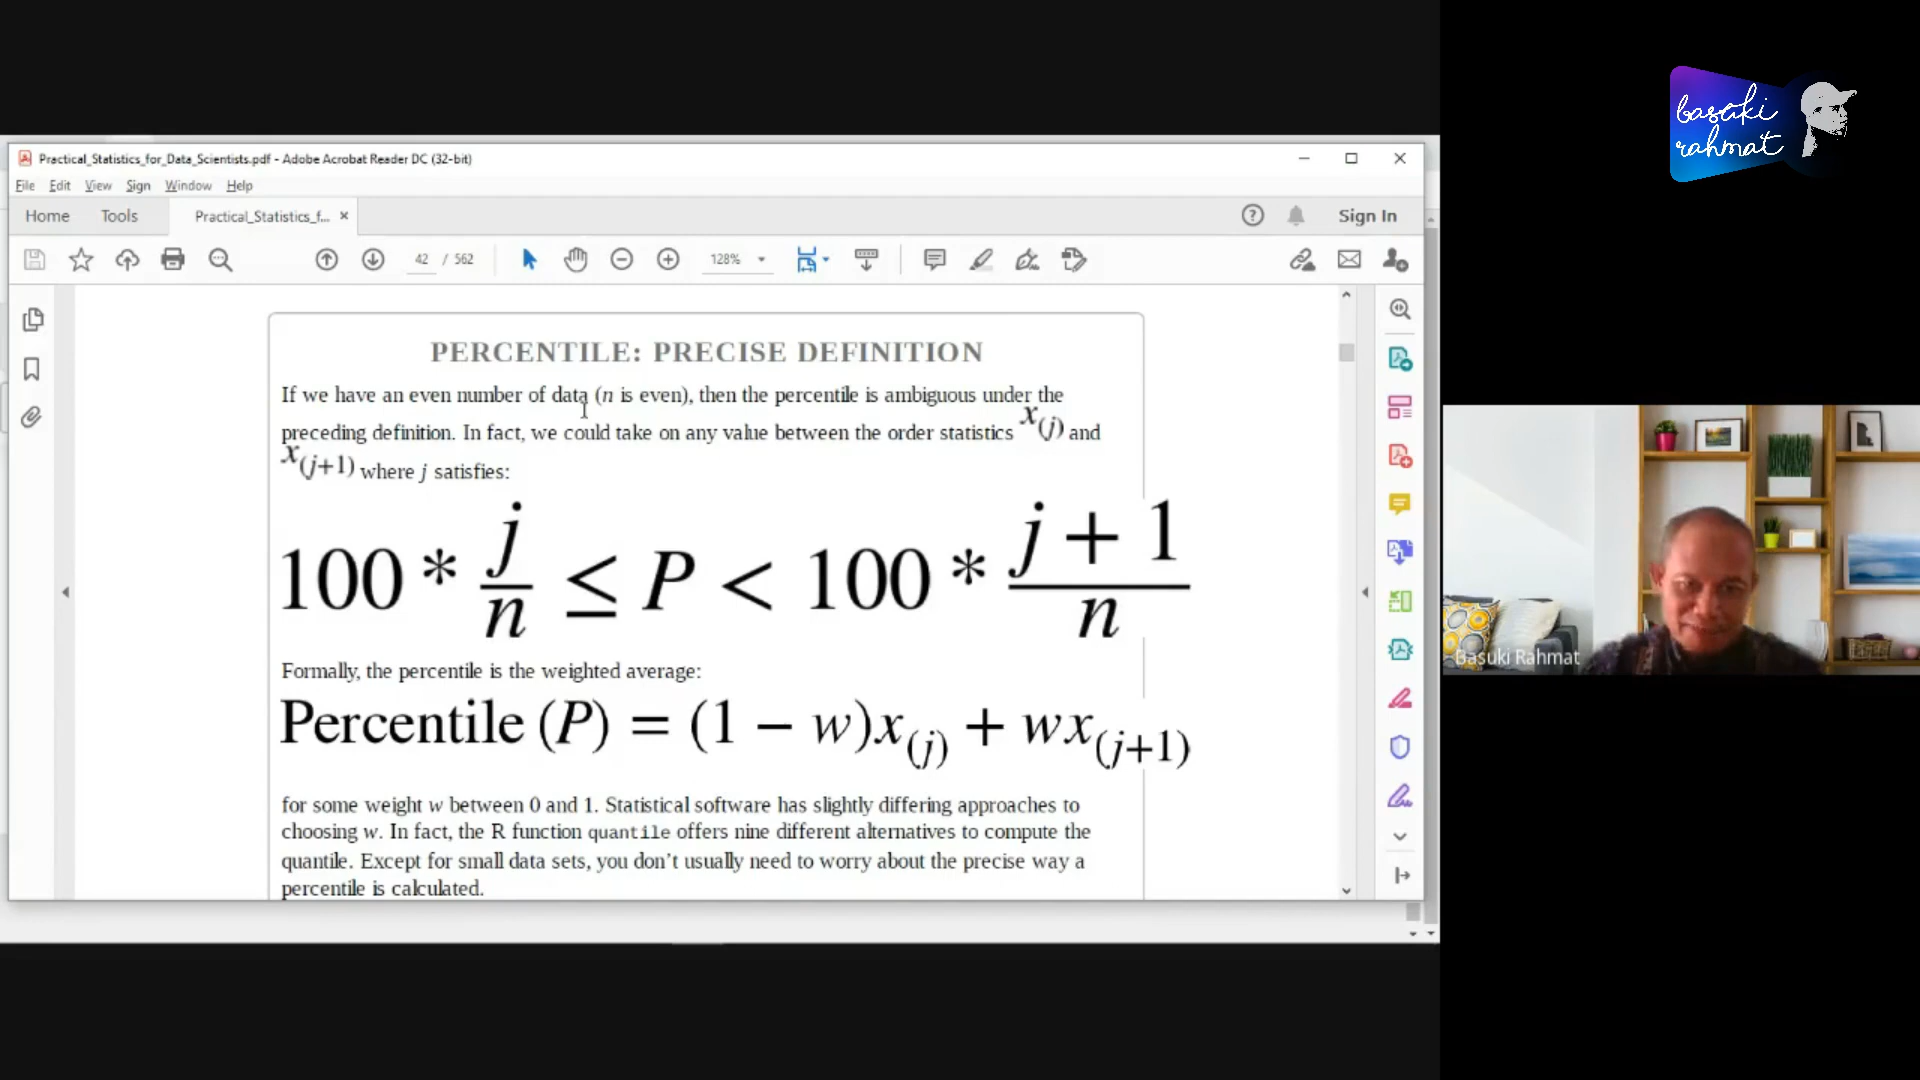 basuki
rahmat
Practical_Statistics_for_Data_Scientists.pdf - Adobe Acrobat Reader DC (32-bit)
File Edit View Sign Window Help
Home Tools Practical_Statistics_f... × Sign In
42 / 562 128%
PERCENTILE: PRECISE DEFINITION
If we have an even number of data (n is even), then the percentile is ambiguous under the
preceding definition. In fact, we could take on any value between the order statistics x(j) and
x(j+1) where j satisfies:
100 * j/n ≤ P < 100 * j + 1/n
Formally, the percentile is the weighted average:
Percentile (P) = (1 − w)x(j) + wx(j+1)
for some weight w between 0 and 1. Statistical software has slightly differing approaches to
choosing w. In fact, the R function quantile offers nine different alternatives to compute the
quantile. Except for small data sets, you don’t usually need to worry about the precise way a
percentile is calculated.
Basuki Rahmat